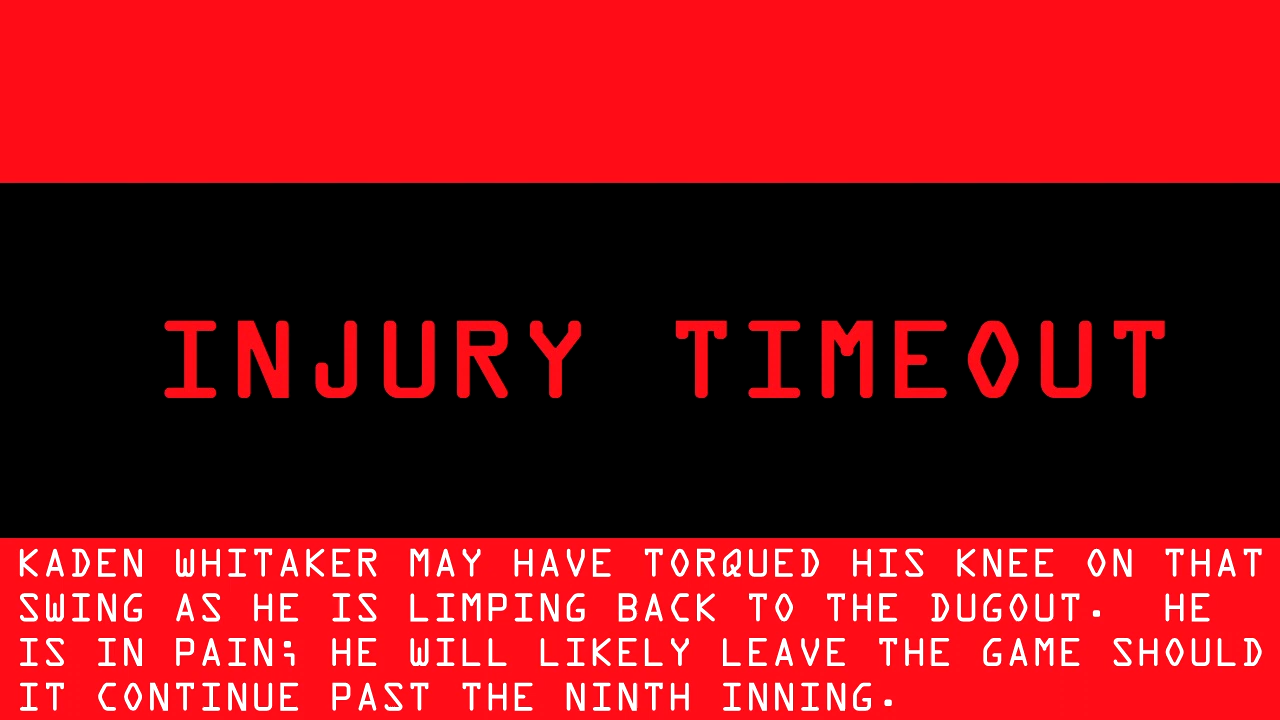 INJURY TIMEOUT
KADEN WHITAKER MAY HAVE TORQUED HIS KNEE ON THAT
SWING AS HE IS LIMPING BACK TO THE DUGOUT.  HE
IS IN PAIN; HE WILL LIKELY LEAVE THE GAME SHOULD
IT CONTINUE PAST THE NINTH INNING.